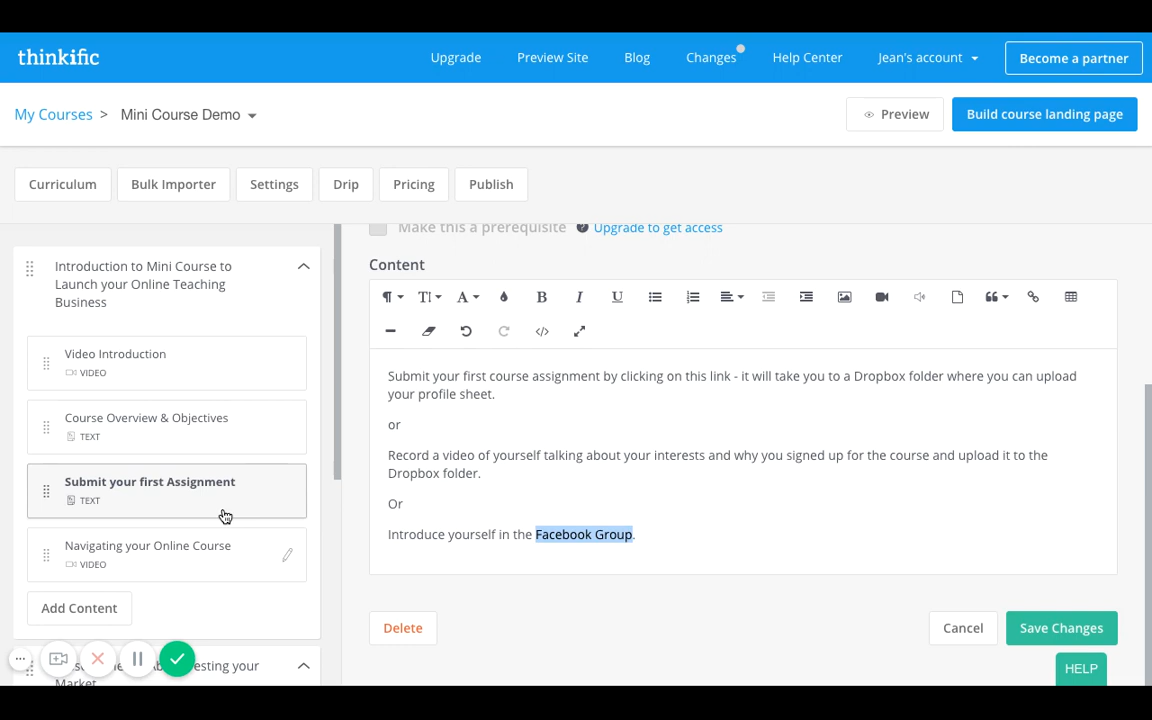 thinkific
Upgrade
Preview Site
Blog
Changes
Help Center
Jean's account
Become a partner
My Courses > Mini Course Demo
Preview
Build course landing page
Curriculum
Bulk Importer
Settings
Drip
Pricing
Publish
Introduction to Mini Course to
Launch your Online Teaching
Business
Video Introduction
VIDEO
Course Overview & Objectives
TEXT
Submit your first Assignment
TEXT
Navigating your Online Course
VIDEO
Add Content
esting your
Market
Make this a prerequisite
Upgrade to get access
Content
Submit your first course assignment by clicking on this link - it will take you to a Dropbox folder where you can upload
your profile sheet.
or
Record a video of yourself talking about your interests and why you signed up for the course and upload it to the
Dropbox folder.
Or
Introduce yourself in the Facebook Group.
Delete
Cancel
Save Changes
HELP